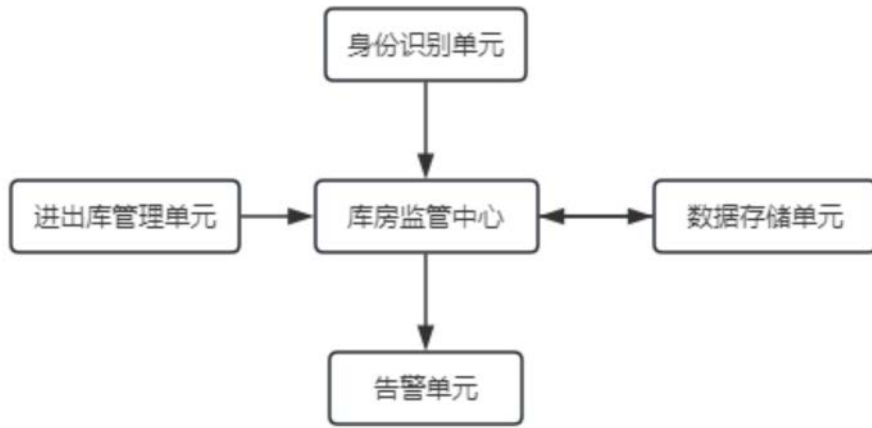 身份识别单元
进出库管理单元
库房监管中心
数据存储单元
告警单元